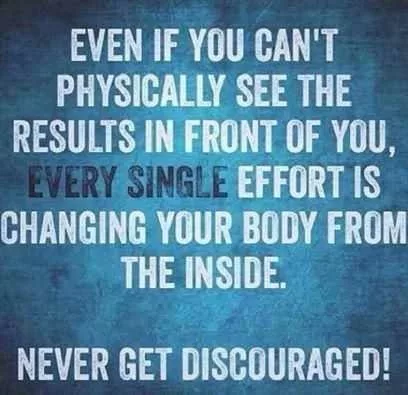 EVEN IF YOU CAN'T
PHYSICALLY SEE THE
RESULTS IN FRONT OF YOU,
EVERY SINGLE EFFORT IS
CHANGING YOUR BODY FROM
THE INSIDE.
NEVER GET DISCOURAGED!